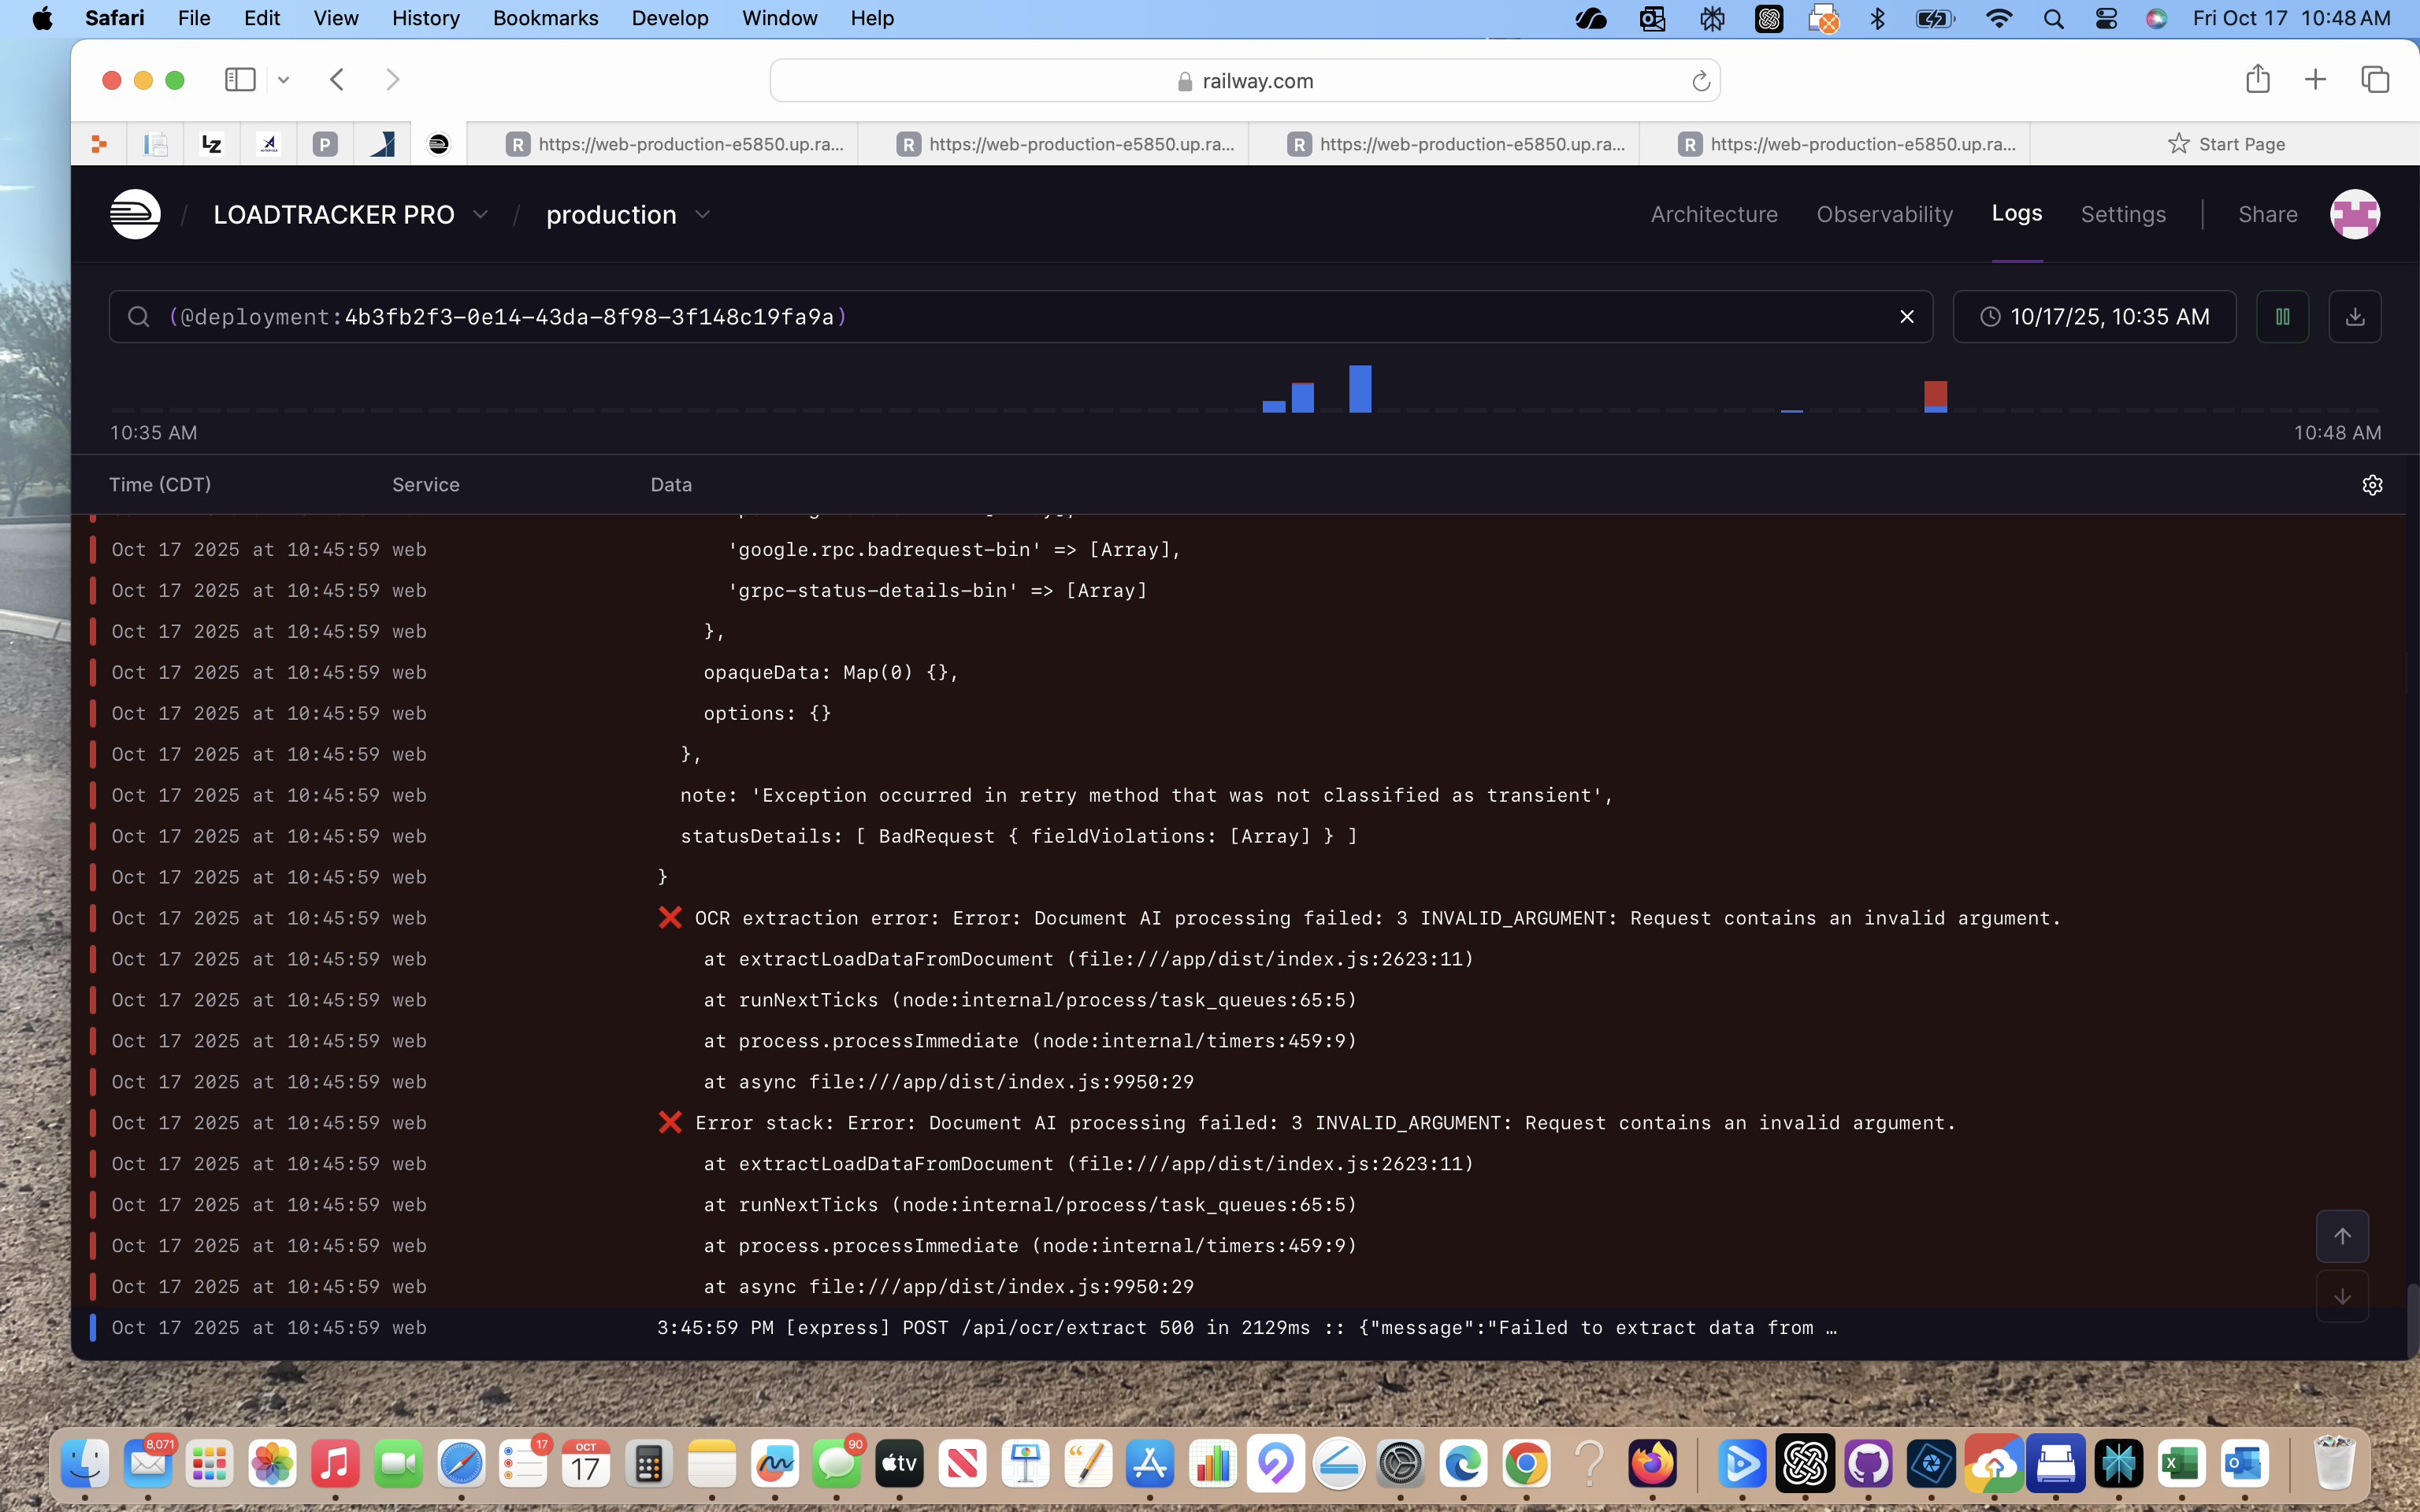 Safari File Edit View History Bookmarks Develop Window Help Fri Oct 17 10:48 AM
railway.com
LZ P R https://web-production-e5850.up.ra... R https://web-production-e5850.up.ra... R https://web-production-e5850.up.ra... R https://web-production-e5850.up.ra... Start Page
/ LOADTRACKER PRO / production Architecture Observability Logs Settings | Share
(@deployment:4b3fb2f3-0e14-43da-8f98-3f148c19fa9a) 10/17/25, 10:35 AM
10:35 AM 10:48 AM
Time (CDT) Service Data
Oct 17 2025 at 10:45:59 web 'google.rpc.badrequest-bin' => [Array],
Oct 17 2025 at 10:45:59 web 'grpc-status-details-bin' => [Array]
Oct 17 2025 at 10:45:59 web },
Oct 17 2025 at 10:45:59 web opaqueData: Map(0) {},
Oct 17 2025 at 10:45:59 web options: {}
Oct 17 2025 at 10:45:59 web },
Oct 17 2025 at 10:45:59 web note: 'Exception occurred in retry method that was not classified as transient',
Oct 17 2025 at 10:45:59 web statusDetails: [ BadRequest { fieldViolations: [Array] } ]
Oct 17 2025 at 10:45:59 web }
Oct 17 2025 at 10:45:59 web ❌ OCR extraction error: Error: Document AI processing failed: 3 INVALID_ARGUMENT: Request contains an invalid argument.
Oct 17 2025 at 10:45:59 web at extractLoadDataFromDocument (file:///app/dist/index.js:2623:11)
Oct 17 2025 at 10:45:59 web at runNextTicks (node:internal/process/task_queues:65:5)
Oct 17 2025 at 10:45:59 web at process.processImmediate (node:internal/timers:459:9)
Oct 17 2025 at 10:45:59 web at async file:///app/dist/index.js:9950:29
Oct 17 2025 at 10:45:59 web ❌ Error stack: Error: Document AI processing failed: 3 INVALID_ARGUMENT: Request contains an invalid argument.
Oct 17 2025 at 10:45:59 web at extractLoadDataFromDocument (file:///app/dist/index.js:2623:11)
Oct 17 2025 at 10:45:59 web at runNextTicks (node:internal/process/task_queues:65:5)
Oct 17 2025 at 10:45:59 web at process.processImmediate (node:internal/timers:459:9)
Oct 17 2025 at 10:45:59 web at async file:///app/dist/index.js:9950:29
Oct 17 2025 at 10:45:59 web 3:45:59 PM [express] POST /api/ocr/extract 500 in 2129ms :: {"message":"Failed to extract data from …
8,071 17 OCT 17 90 tv